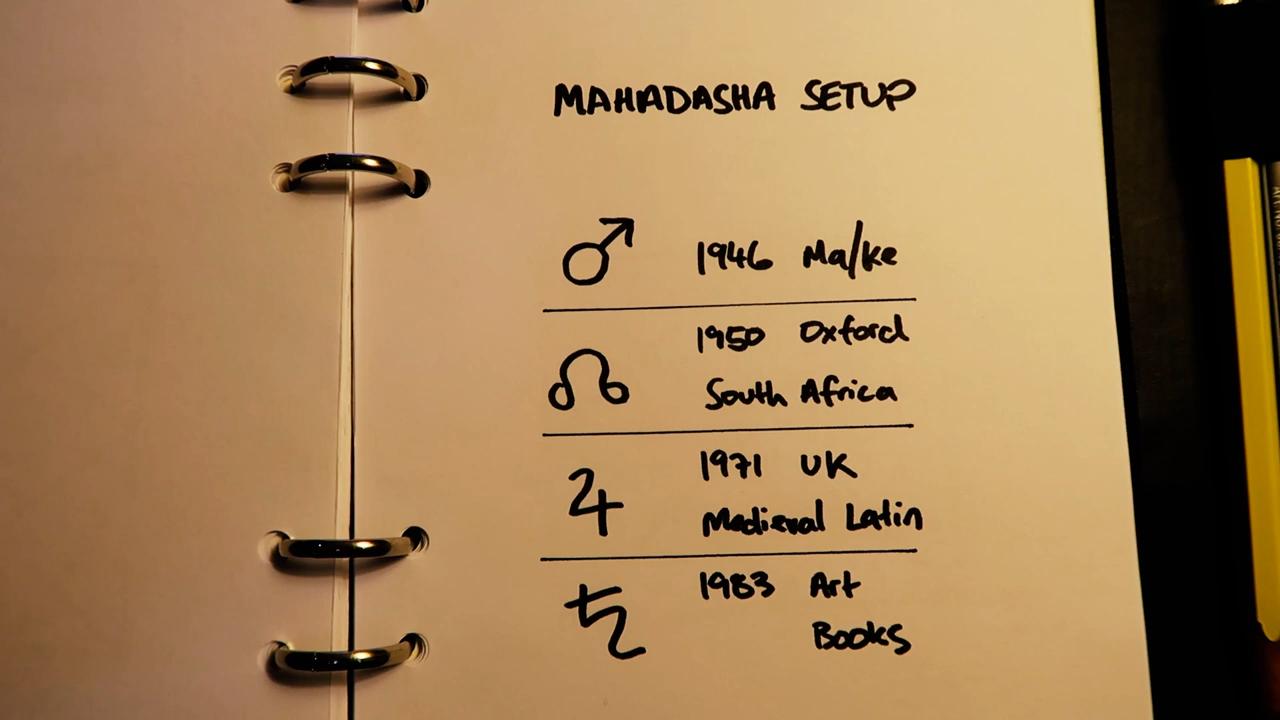 MAHADASHA SETUP
♂ 1946 Ma/ke
1950 Oxford
☊ South Africa
1971 UK
♃ Medieval Latin
1983 Art
♄ Books